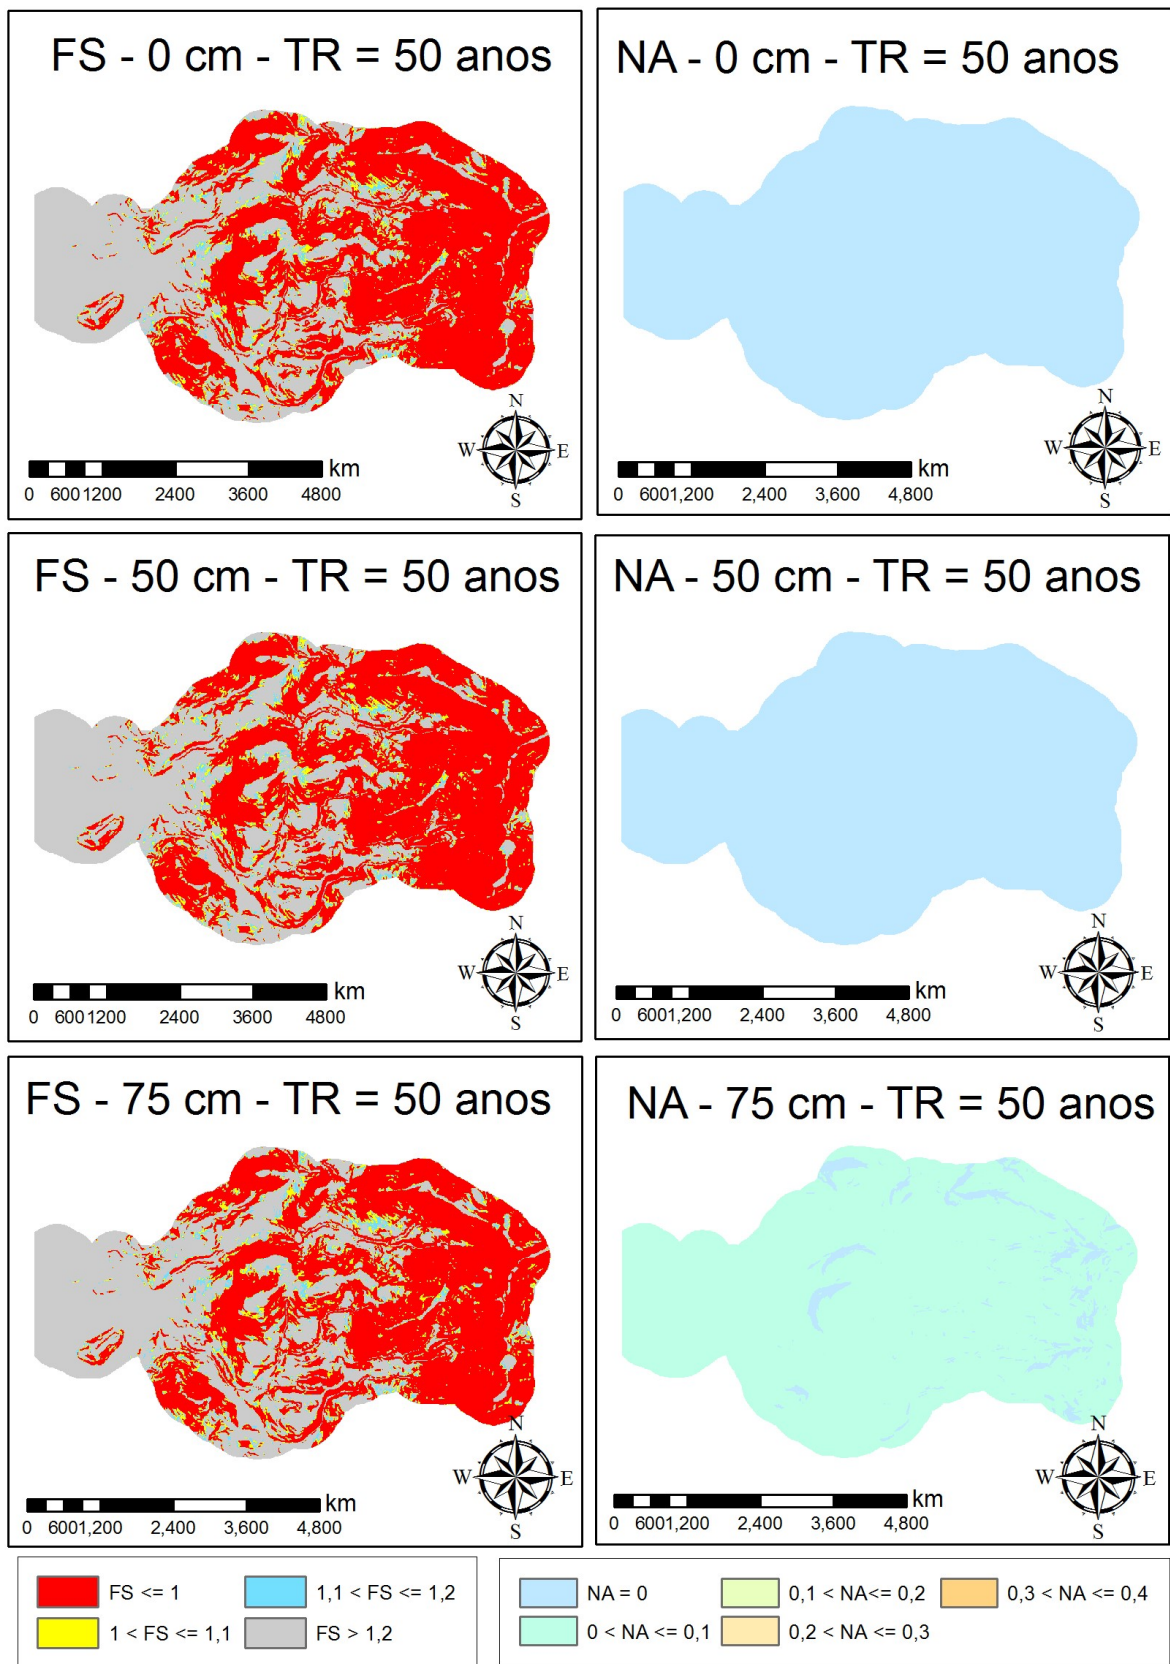 FS - 0 cm - TR = 50 anos
N
W E
S
km
0 600 1200 2400 3600 4800
NA - 0 cm - TR = 50 anos
N
W E
S
km
0 6001,200 2,400 3,600 4,800
FS - 50 cm - TR = 50 anos
N
W E
S
km
0 600 1200 2400 3600 4800
NA - 50 cm - TR = 50 anos
N
W E
S
km
0 6001,200 2,400 3,600 4,800
FS - 75 cm - TR = 50 anos
N
W E
S
km
0 6001,200 2,400 3,600 4,800
NA - 75 cm - TR = 50 anos
N
W E
S
km
0 6001,200 2,400 3,600 4,800
FS <= 1
1,1 < FS <= 1,2
1 < FS <= 1,1
FS > 1,2
NA = 0
0,1 < NA<= 0,2
0,3 < NA <= 0,4
0 < NA <= 0,1
0,2 < NA <= 0,3